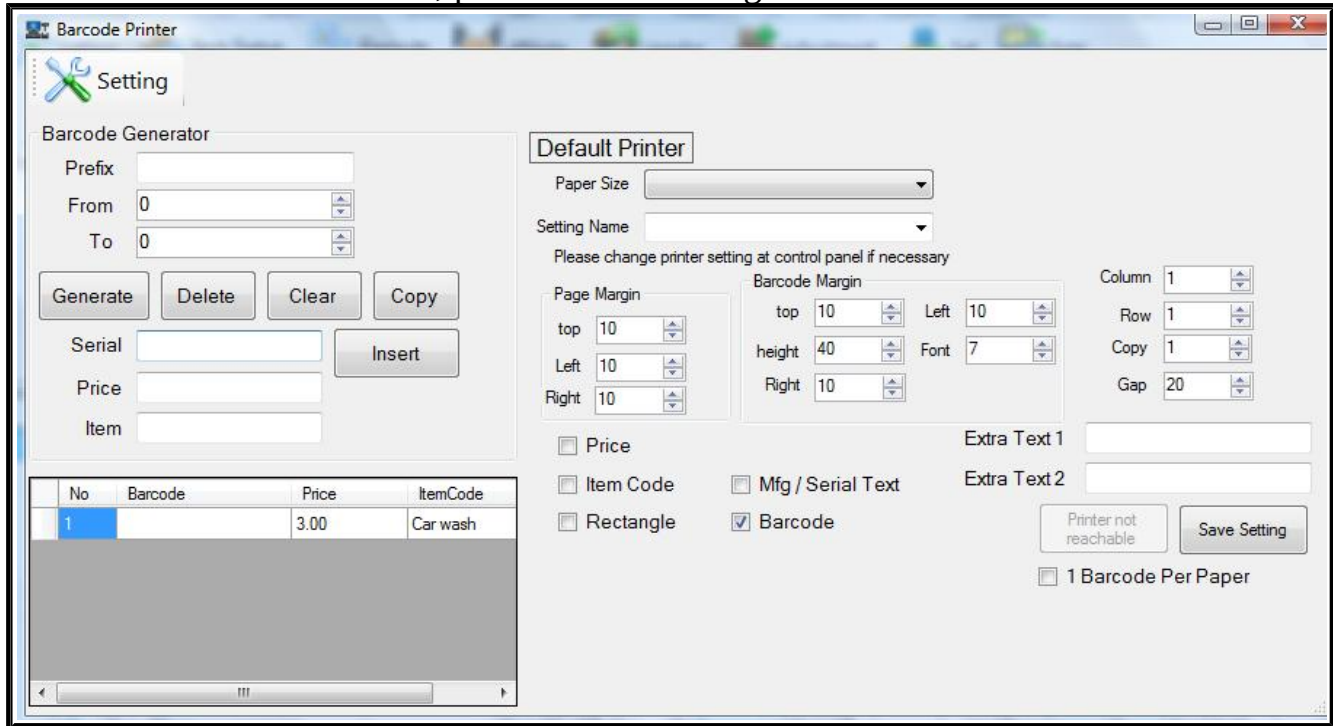 Barcode Printer
Setting
Barcode Generator
Prefix
From 0
To 0
Generate Delete Clear Copy
Serial
Insert
Price
Item
No Barcode Price ItemCode
1 3.00 Car wash
Default Printer
Paper Size
Setting Name
Please change printer setting at control panel if necessary
Page Margin
top 10
Left 10
Right 10
Barcode Margin
top 10 Left 10
height 40 Font 7
Right 10
Column 1
Row 1
Copy 1
Gap 20
Price
Item Code Mfg / Serial Text
Rectangle Barcode
Extra Text 1
Extra Text 2
Printer not
reachable
Save Setting
1 Barcode Per Paper